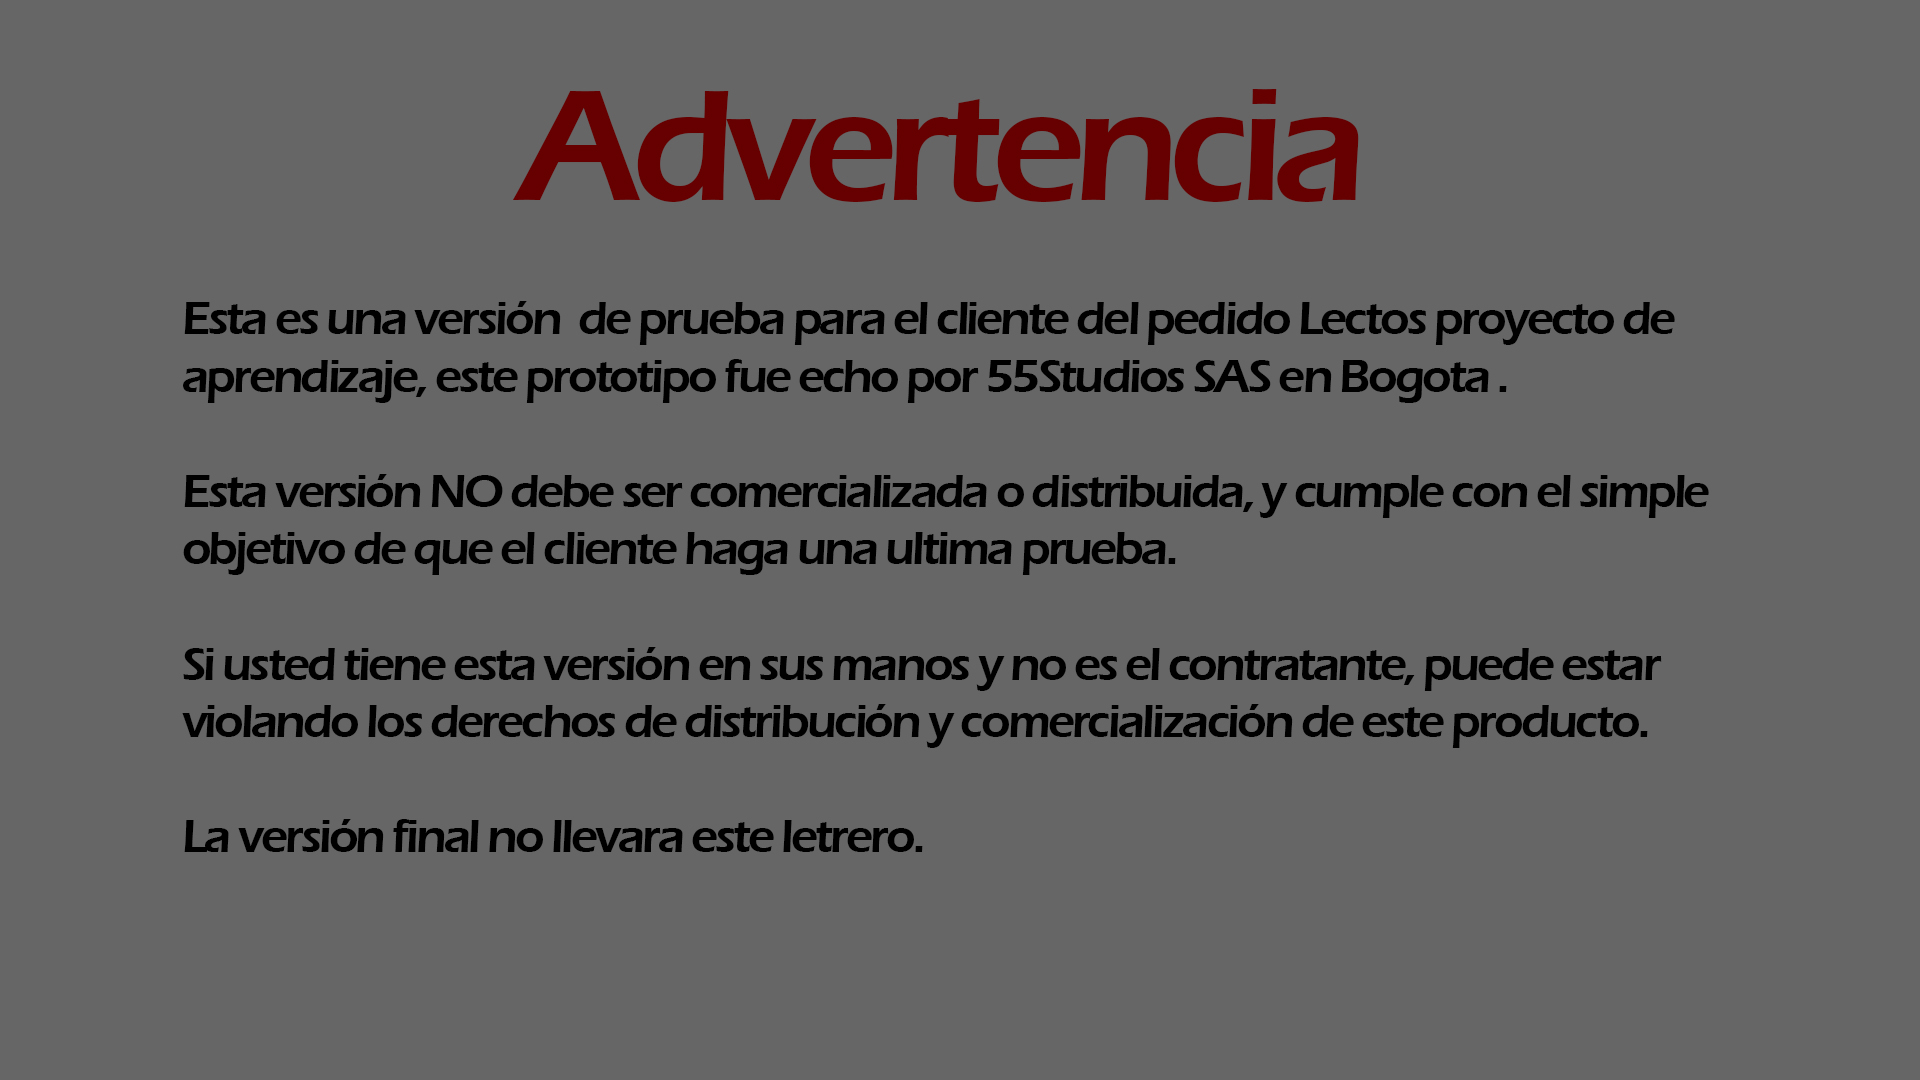 Advertencia
Esta es una versión  de prueba para el cliente del pedido Lectos proyecto de
aprendizaje, este prototipo fue echo por 55Studios SAS en Bogota .
Esta versión NO debe ser comercializada o distribuida, y cumple con el simple
objetivo de que el cliente haga una ultima prueba.
Si usted tiene esta versión en sus manos y no es el contratante, puede estar
violando los derechos de distribución y comercialización de este producto.
La versión final no llevara este letrero.